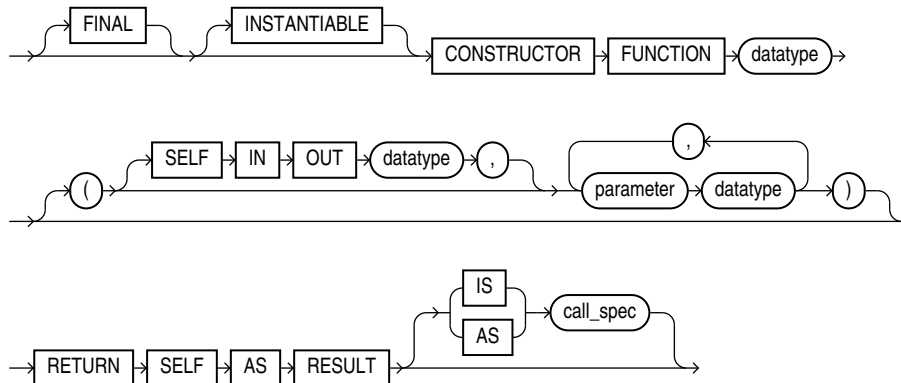 FINAL INSTANTIABLE
CONSTRUCTOR FUNCTION datatype
SELF IN OUT datatype , ,
( parameter datatype )
IS
AS call_spec
RETURN SELF AS RESULT